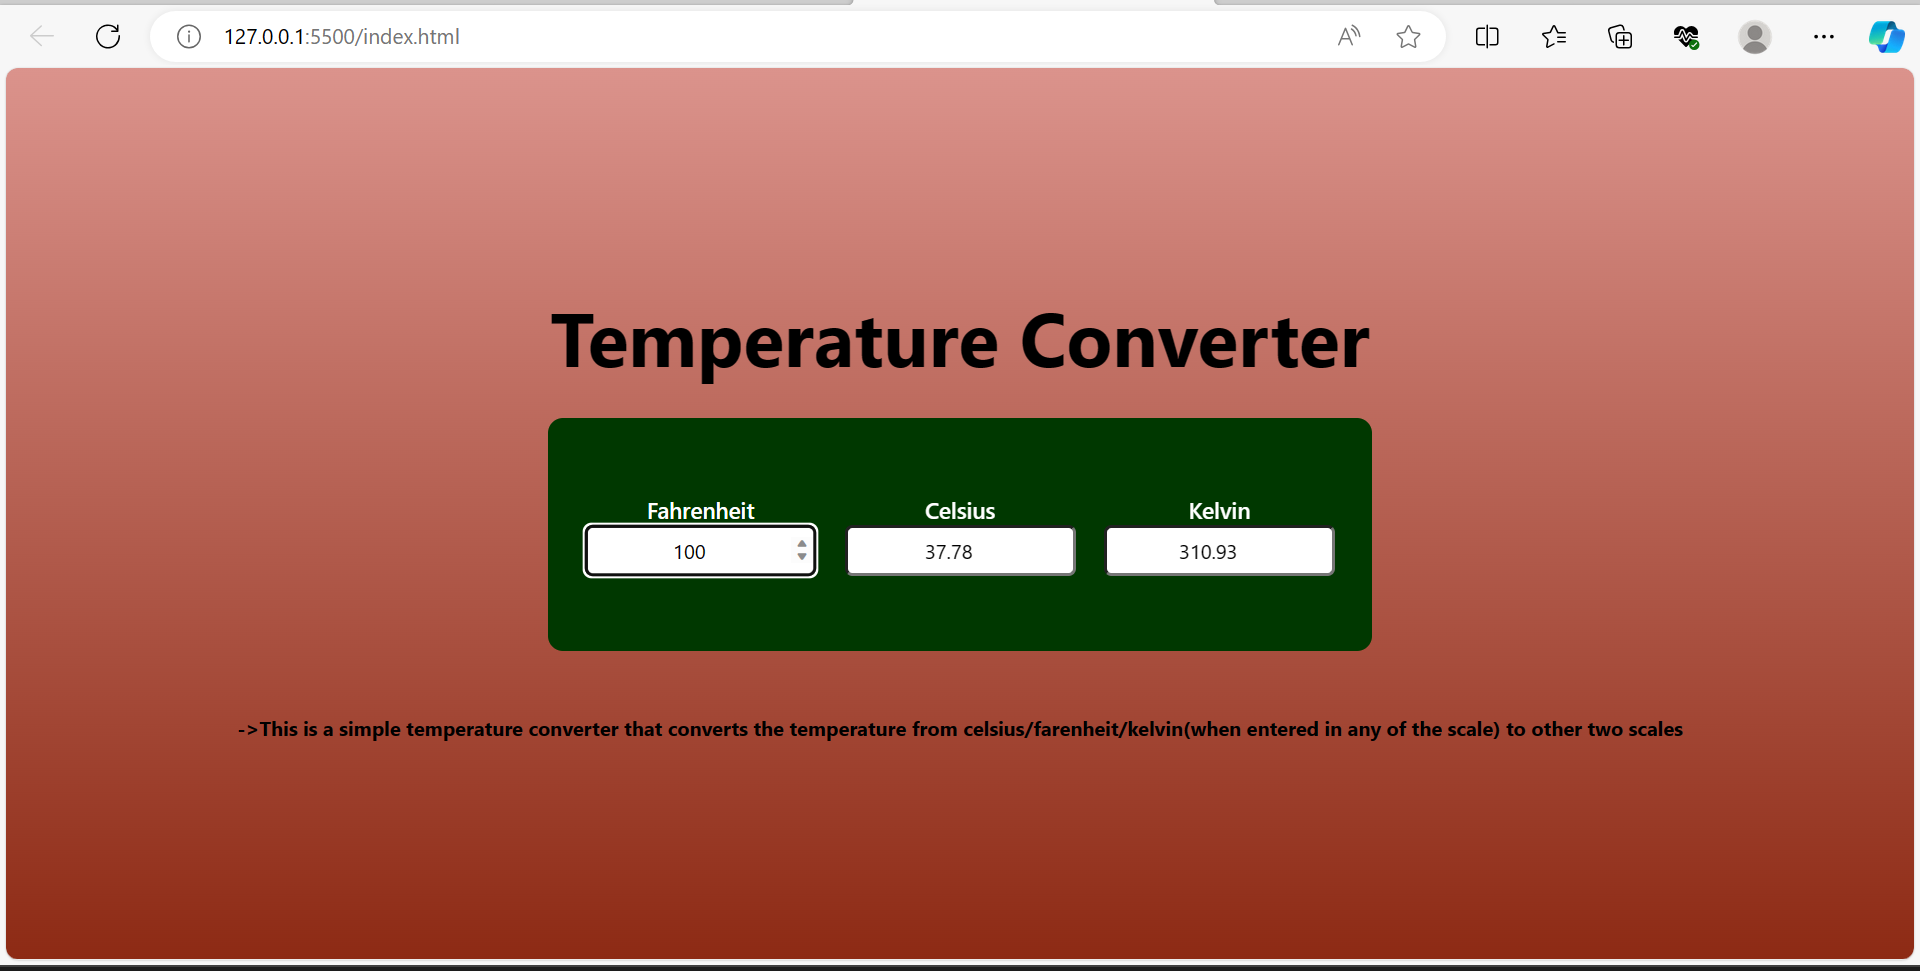 127.0.0.1:5500/index.html
Temperature Converter
Fahrenheit Celsius Kelvin
100 37.78 310.93
->This is a simple temperature converter that converts the temperature from celsius/farenheit/kelvin(when entered in any of the scale) to other two scales